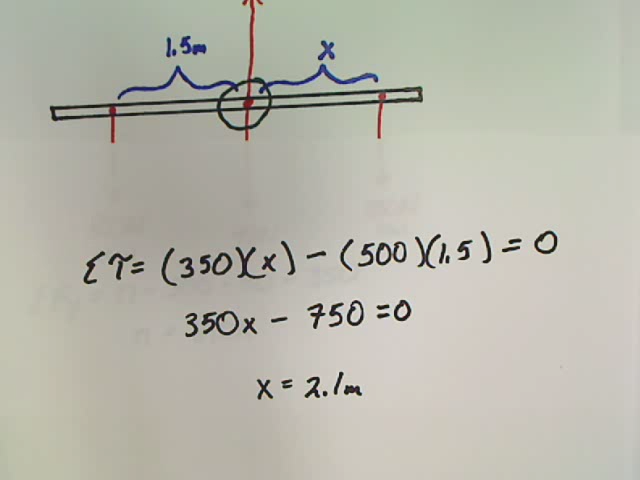 1.5m
X
Στ= (350)(x) - (500)(1.5) = 0
350x - 750 = 0
x = 2.1m